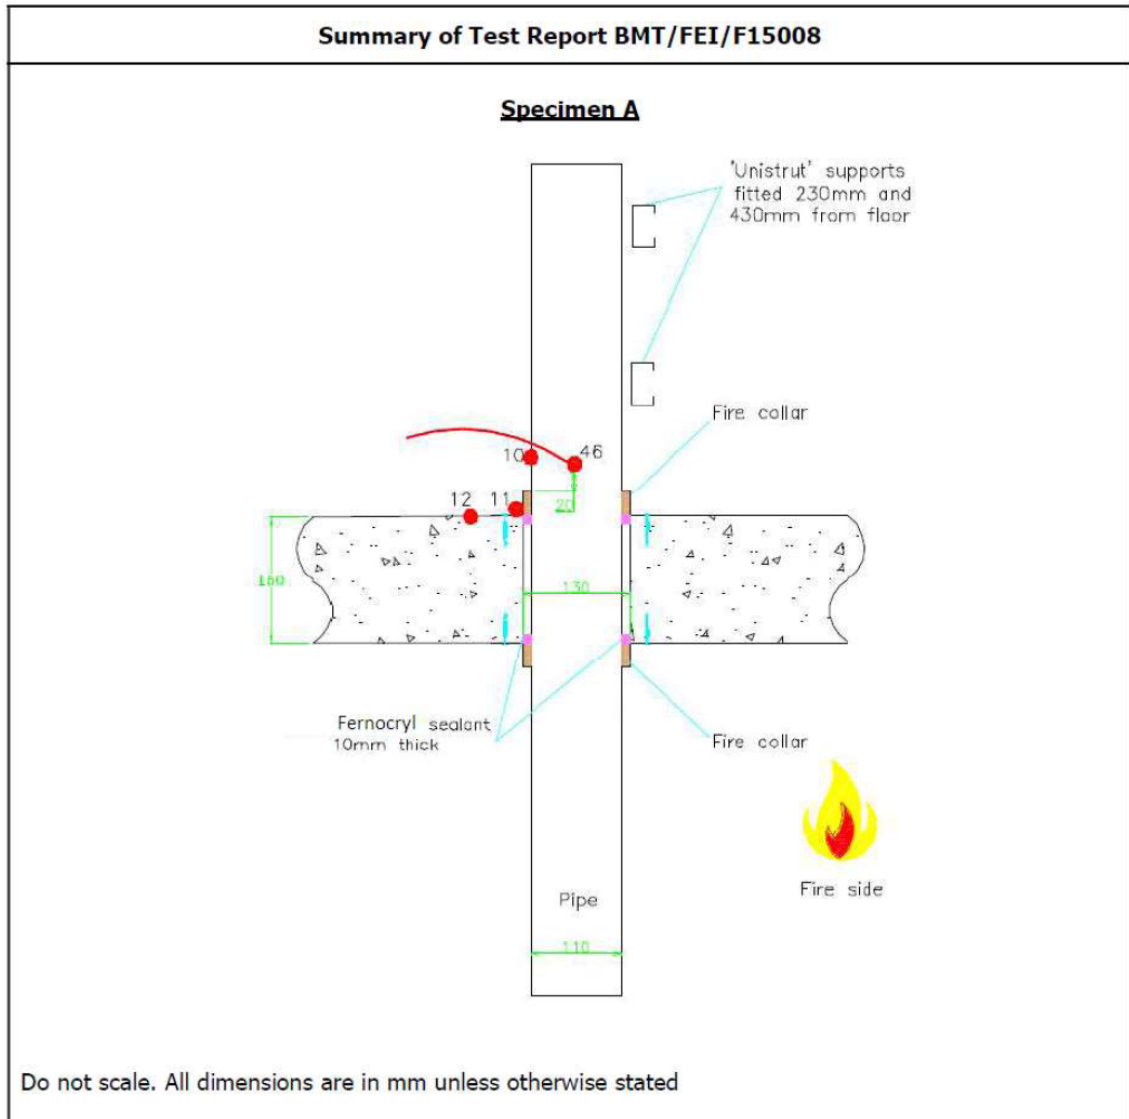 Summary of Test Report BMT/FEI/F15008
Specimen A
'Unistrut' supports
fitted 230mm and
430mm from floor
Fire collar
10
46
12
11
20
150
130
Fernocryl sealant
10mm thick
Fire collar
Fire side
Pipe
110
Do not scale. All dimensions are in mm unless otherwise stated